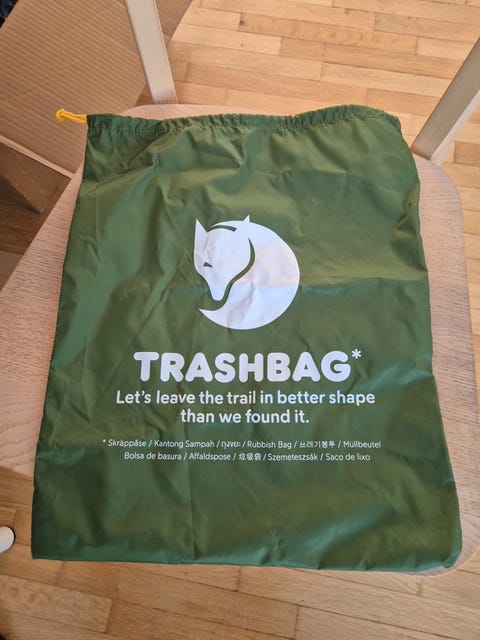 TRASHBAG*
Let's leave the trail in better shape
than we found it.
* Skräppåse / Kantong Sampah / ถุงขยะ / Rubbish Bag / 쓰레기봉투 / Müllbeutel
Bolsa de basura / Affaldspose / 垃圾袋 / Szemeteszsák / Saco de lixo